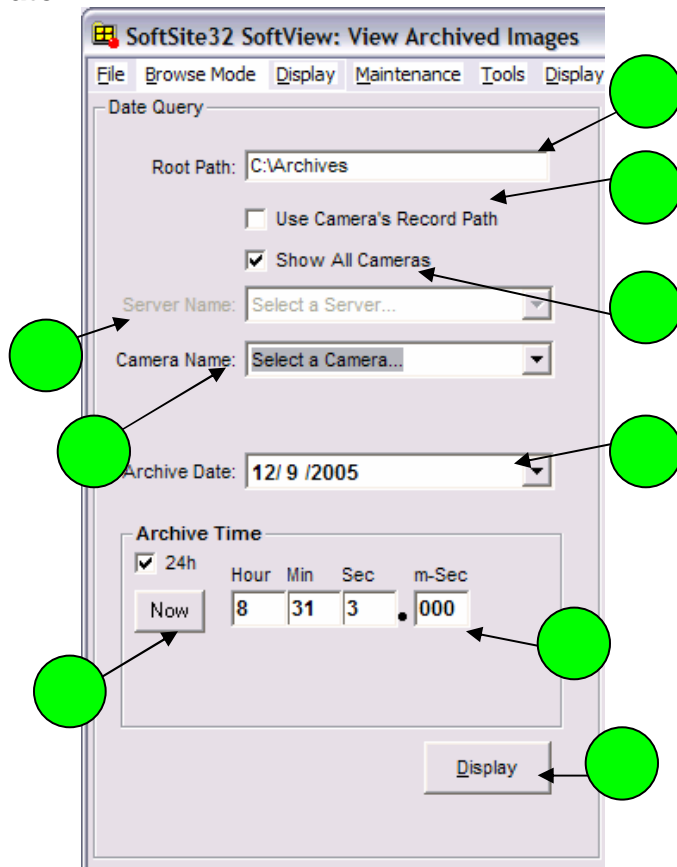 SoftSite32 SoftView: View Archived Images
File Browse Mode Display Maintenance Tools Display
Date Query
Root Path: C:\Archives
Use Camera's Record Path
Show All Cameras
Server Name: Select a Server...
Camera Name: Select a Camera...
Archive Date: 12/ 9 /2005
Archive Time
24h
Hour Min Sec m-Sec
Now 8 31 3 . 000
Display